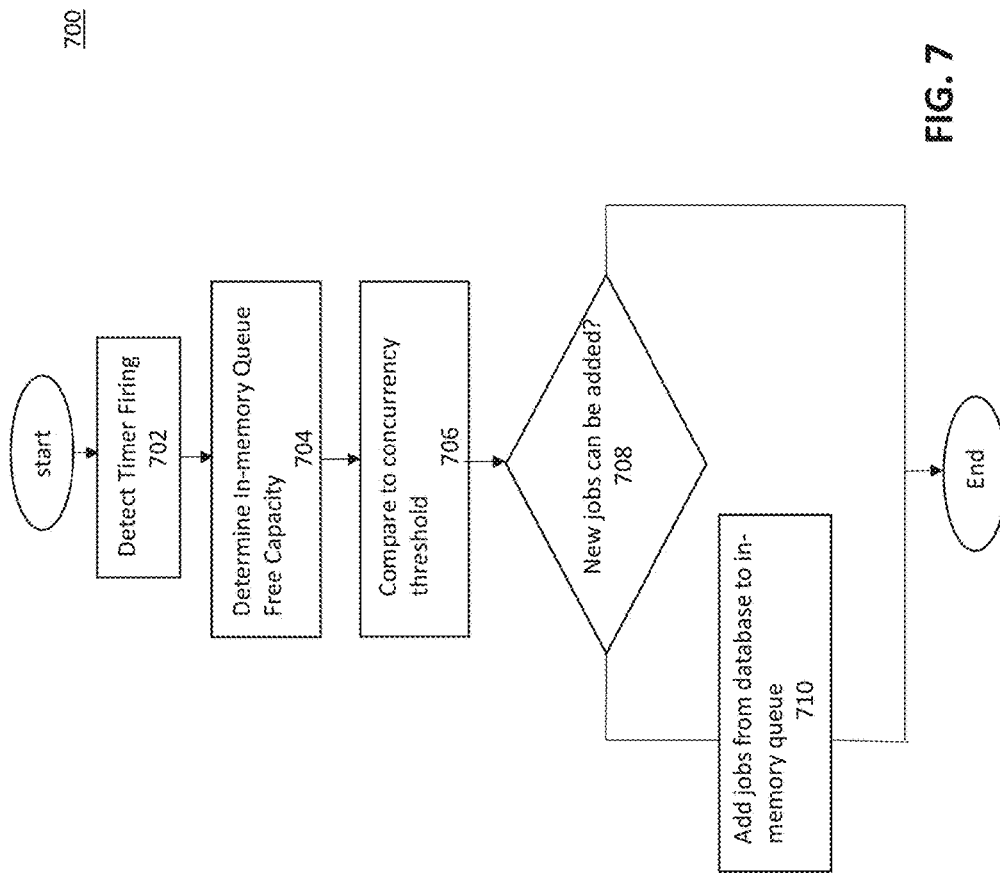 700
start
Detect Timer Firing
702
Determine In-memory Queue
Free Capacity
704
Compare to concurrency
threshold
706
New jobs can be added?
708
Add jobs from database to in-
memory queue
710
End
FIG. 7